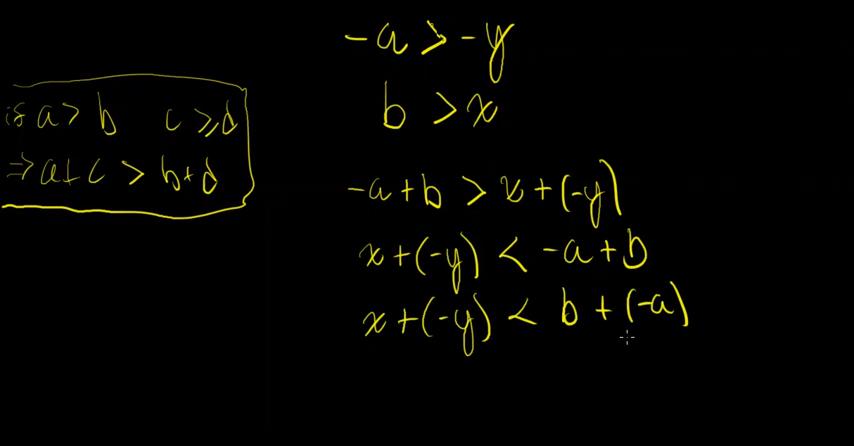 -a > -y
b > x
if a > b c ≥ d
⇒ a + c > b + d
-a + b > x + (-y)
x + (-y) < -a + b
x + (-y) < b + (-a)